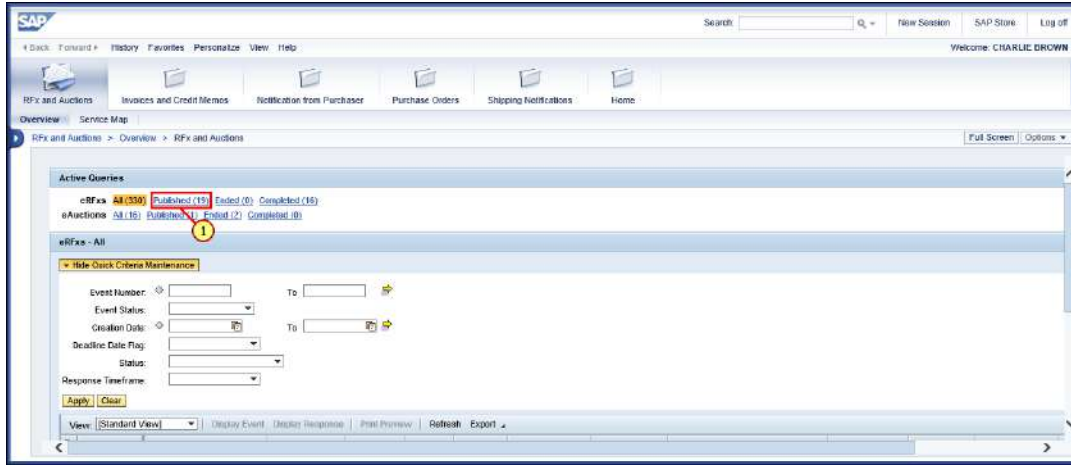 SAP
Search: New Session SAP Store Log off
Back Forward History Favorites Personalize View Help Welcome: CHARLIE BROWN
RFx and Auctions Invoices and Credit Memos Notification from Purchaser Purchase Orders Shipping Notifications Home
Overview Service Map
RFx and Auctions > Overview > RFx and Auctions Full Screen Options
Active Queries
eRFxs All (330) Published (19) Ended (0) Completed (16)
eAuctions All (16) Published (1) Ended (2) Completed (0)
1
eRFxs - All
Hide Quick Criteria Maintenance
Event Number: To
Event Status:
Creation Date: To
Deadline Date Flag:
Status:
Response Timeframe:
Apply Clear
View: [Standard View] Display Event Display Response Print Preview Refresh Export